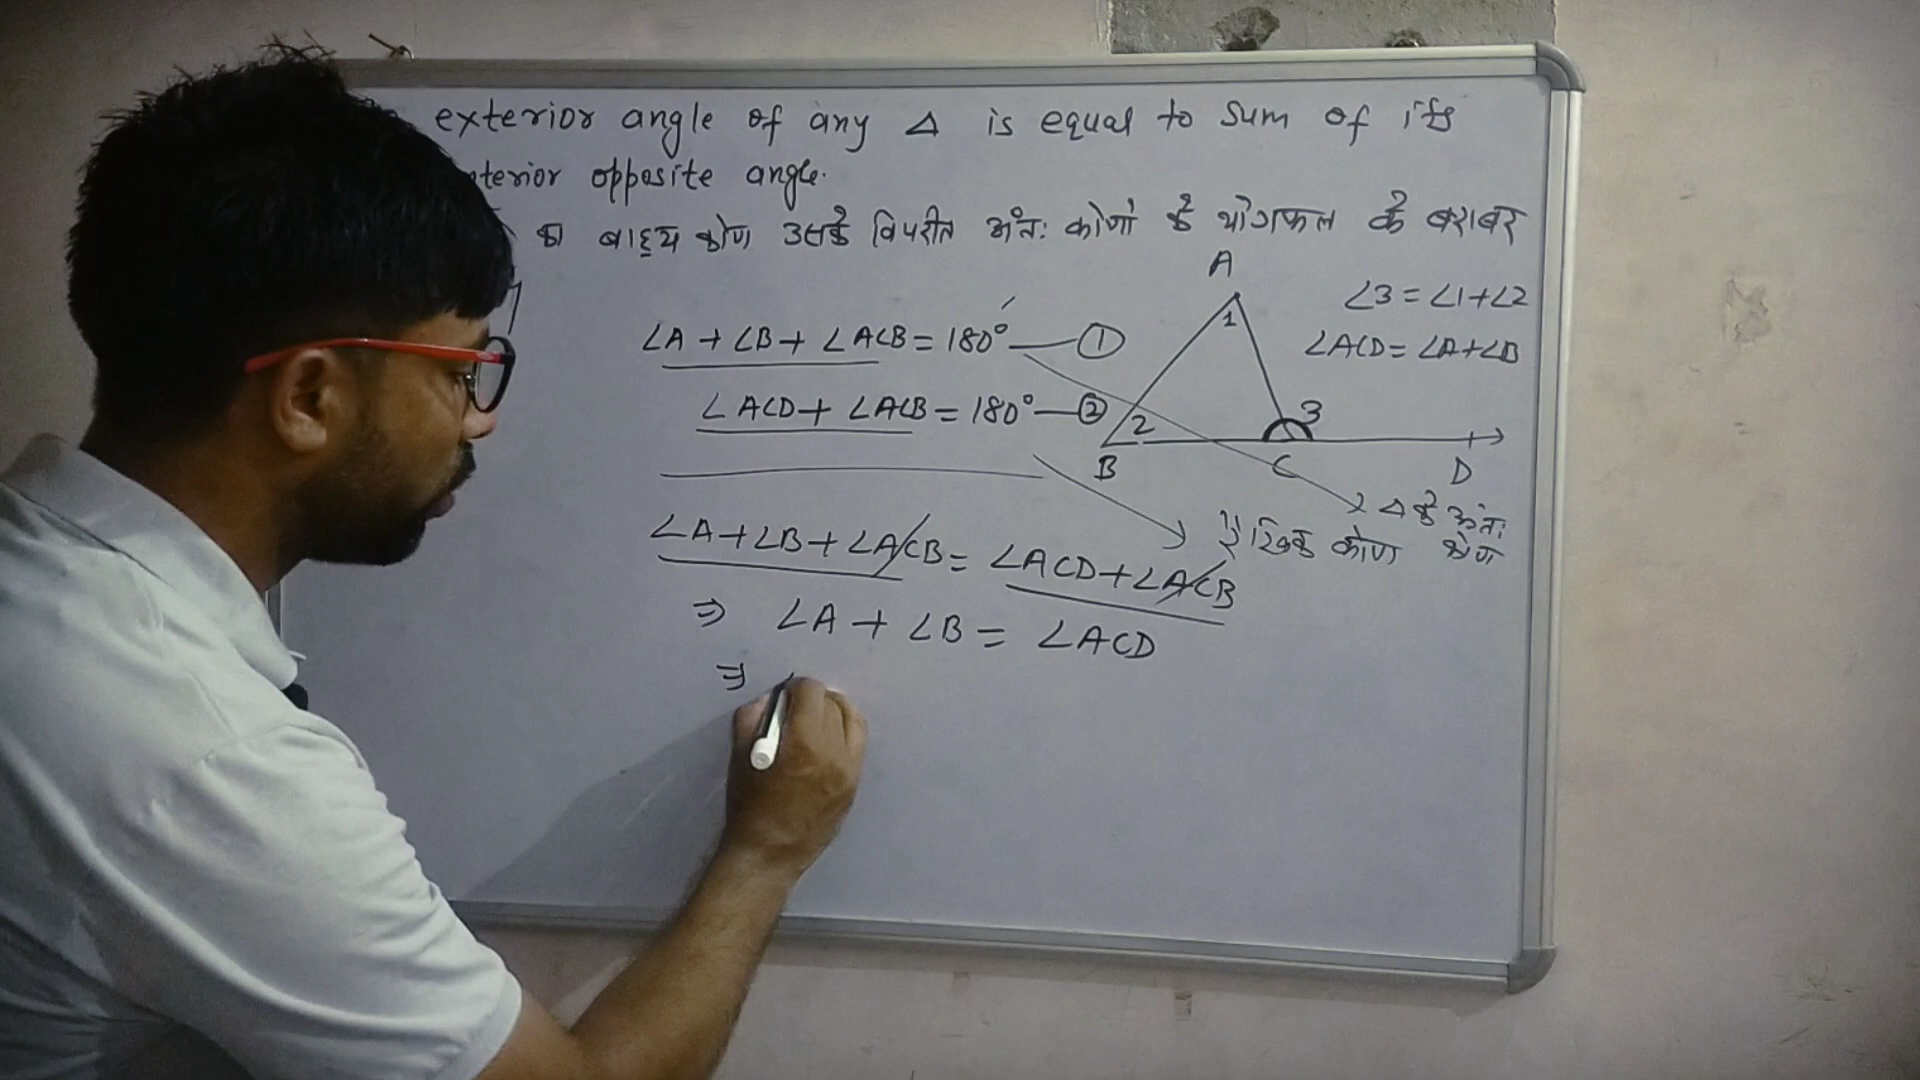 exterior angle of any Δ is equal to sum of its
nterior opposite angle.
का बाह्य कोण उसके विपरीत अंत: कोणों के योगफल के बराबर
∠A + ∠B + ∠ACB = 180° — ①
∠ACD + ∠ACB = 180° — ②
∠A + ∠B + ∠ACB = ∠ACD + ∠ACB
⇒ ∠A + ∠B = ∠ACD
⇒
A
1
2
3
B
C
D
∠3 = ∠1 + ∠2
∠ACD = ∠A + ∠B
Δ के अंत:
कोण
रैखिक कोण